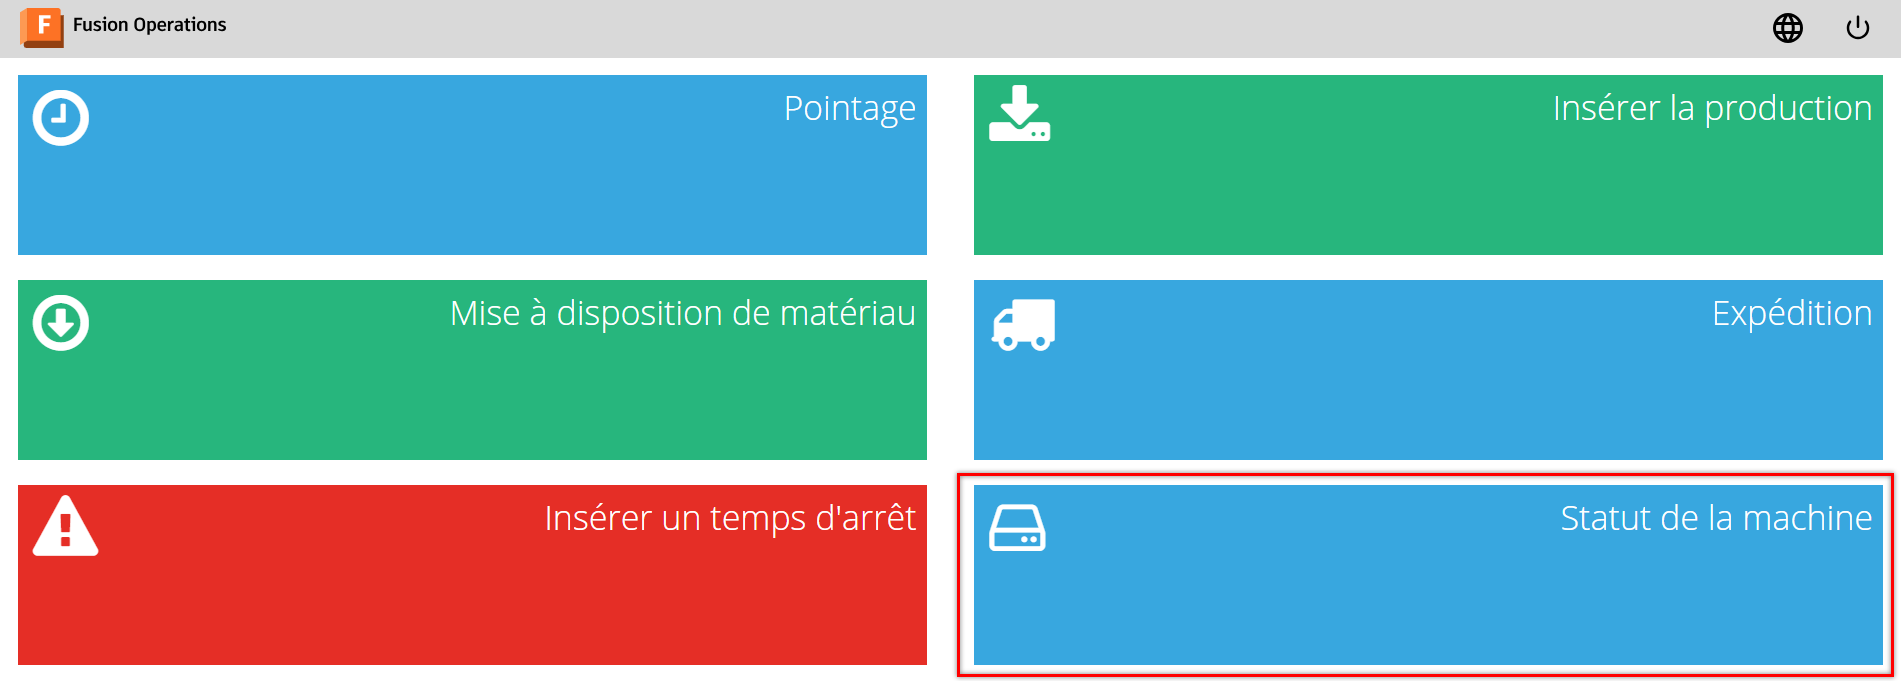 Fusion Operations
Pointage
Insérer la production
Mise à disposition de matériau
Expédition
Insérer un temps d'arrêt
Statut de la machine